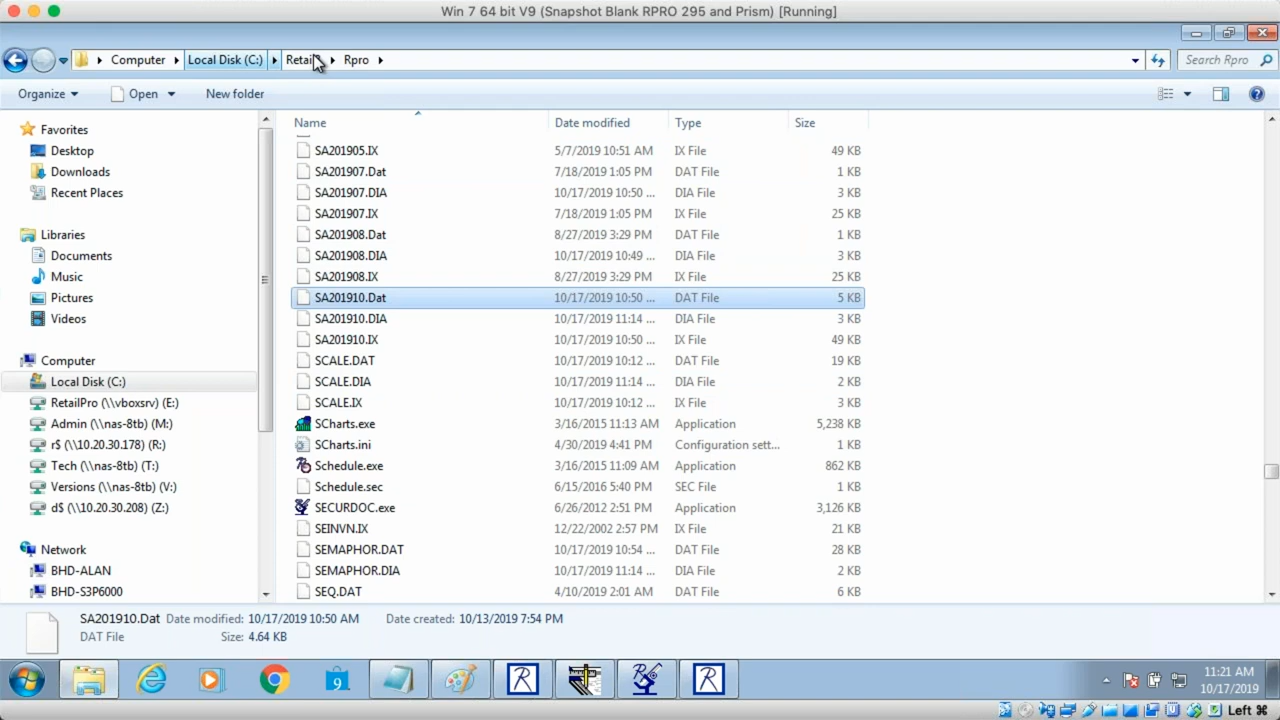 Win 7 64 bit V9 (Snapshot Blank RPRO 295 and Prism) [Running]
Computer Local Disk (C:) Retail Rpro Search Rpro
Organize Open New folder
Name Date modified Type Size
Favorites
Desktop
Downloads
Recent Places
Libraries
Documents
Music
Pictures
Videos
Computer
Local Disk (C:)
RetailPro (\\vboxsrv) (E:)
Admin (\\nas-8tb) (M:)
r$ (\\10.20.30.178) (R:)
Tech (\\nas-8tb) (T:)
Versions (\\nas-8tb) (V:)
d$ (\\10.20.30.208) (Z:)
Network
BHD-ALAN
BHD-S3P6000
SA201905.IX 5/7/2019 10:51 AM IX File 49 KB
SA201907.Dat 7/18/2019 1:05 PM DAT File 1 KB
SA201907.DIA 10/17/2019 10:50 ... DIA File 3 KB
SA201907.IX 7/18/2019 1:05 PM IX File 25 KB
SA201908.Dat 8/27/2019 3:29 PM DAT File 1 KB
SA201908.DIA 10/17/2019 10:49 ... DIA File 3 KB
SA201908.IX 8/27/2019 3:29 PM IX File 25 KB
SA201910.Dat 10/17/2019 10:50 ... DAT File 5 KB
SA201910.DIA 10/17/2019 11:14 ... DIA File 3 KB
SA201910.IX 10/17/2019 10:50 ... IX File 49 KB
SCALE.DAT 10/17/2019 10:12 ... DAT File 19 KB
SCALE.DIA 10/17/2019 11:14 ... DIA File 2 KB
SCALE.IX 10/17/2019 10:12 ... IX File 3 KB
SCharts.exe 3/16/2015 11:13 AM Application 5,238 KB
SCharts.ini 4/30/2019 4:41 PM Configuration sett... 1 KB
Schedule.exe 3/16/2015 11:09 AM Application 862 KB
Schedule.sec 6/15/2016 5:40 PM SEC File 1 KB
SECURDOC.exe 6/26/2012 2:51 PM Application 3,126 KB
SEINVN.IX 12/22/2002 2:57 PM IX File 21 KB
SEMAPHOR.DAT 10/17/2019 10:54 ... DAT File 28 KB
SEMAPHOR.DIA 10/17/2019 11:14 ... DIA File 2 KB
SEQ.DAT 4/10/2019 2:01 AM DAT File 6 KB
SA201910.Dat Date modified: 10/17/2019 10:50 AM Date created: 10/13/2019 7:54 PM
DAT File Size: 4.64 KB
9 R R
11:21 AM
10/17/2019
Left ⌘